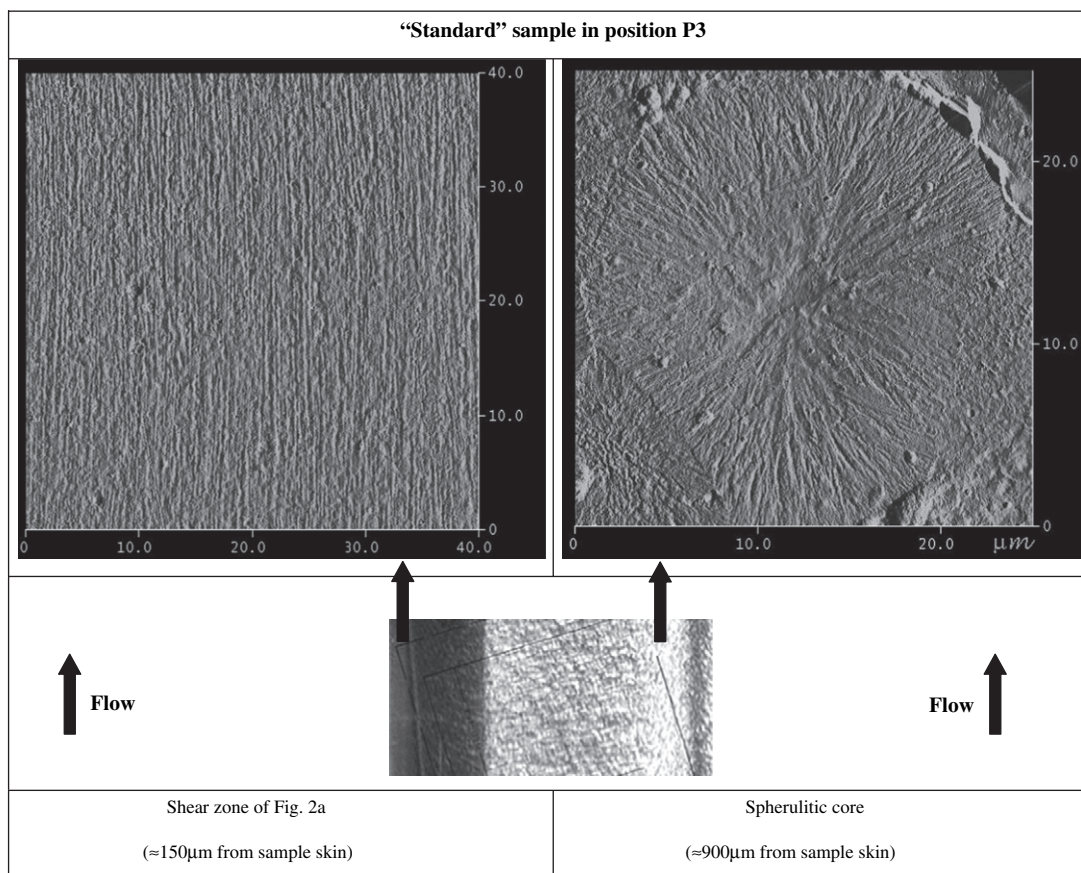 “Standard” sample in position P3
40.0
30.0
20.0
10.0
0
0 10.0 20.0 30.0 40.0
20.0
10.0
0
0 10.0 20.0 μm
Flow
Flow
Shear zone of Fig. 2a
(≈150μm from sample skin)
Spherulitic core
(≈900μm from sample skin)